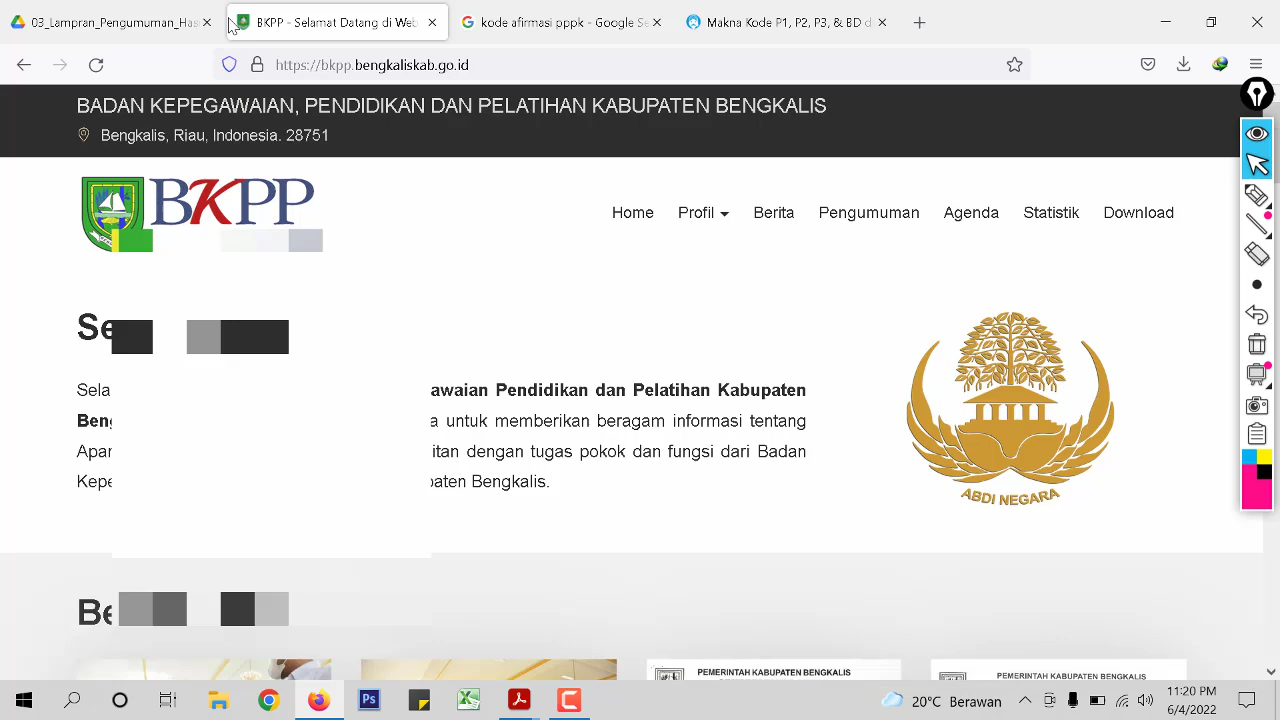 03_Lampran_Pengumuman_Has
BKPP - Selamat Datang di Web
kode afirmasi pppk - Google Se
Makna Kode P1, P2, P3, & BD d
https://bkpp.bengkaliskab.go.id
BADAN KEPEGAWAIAN, PENDIDIKAN DAN PELATIHAN KABUPATEN BENGKALIS
Bengkalis, Riau, Indonesia. 28751
BKPP
Home Profil Berita Pengumuman Agenda Statistik Download
Se
Sela awaian Pendidikan dan Pelatihan Kabupaten
Beng a untuk memberikan beragam informasi tentang
Apar itan dengan tugas pokok dan fungsi dari Badan
Kepe paten Bengkalis.
ABDI NEGARA
Be
PEMERINTAH KABUPATEN BENGKALIS
PEMERINTAH KABUPATEN BENGKALIS
20°C Berawan
11:20 PM
6/4/2022